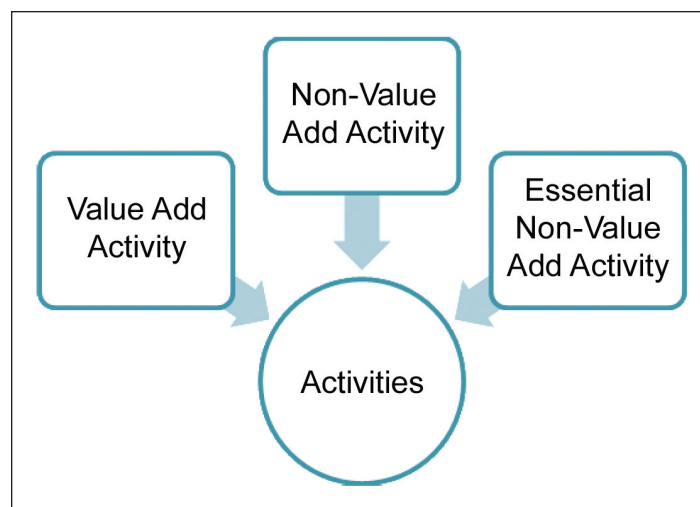 Non-Value
Add Activity
Value Add
Activity
Essential
Non-Value
Add Activity
Activities